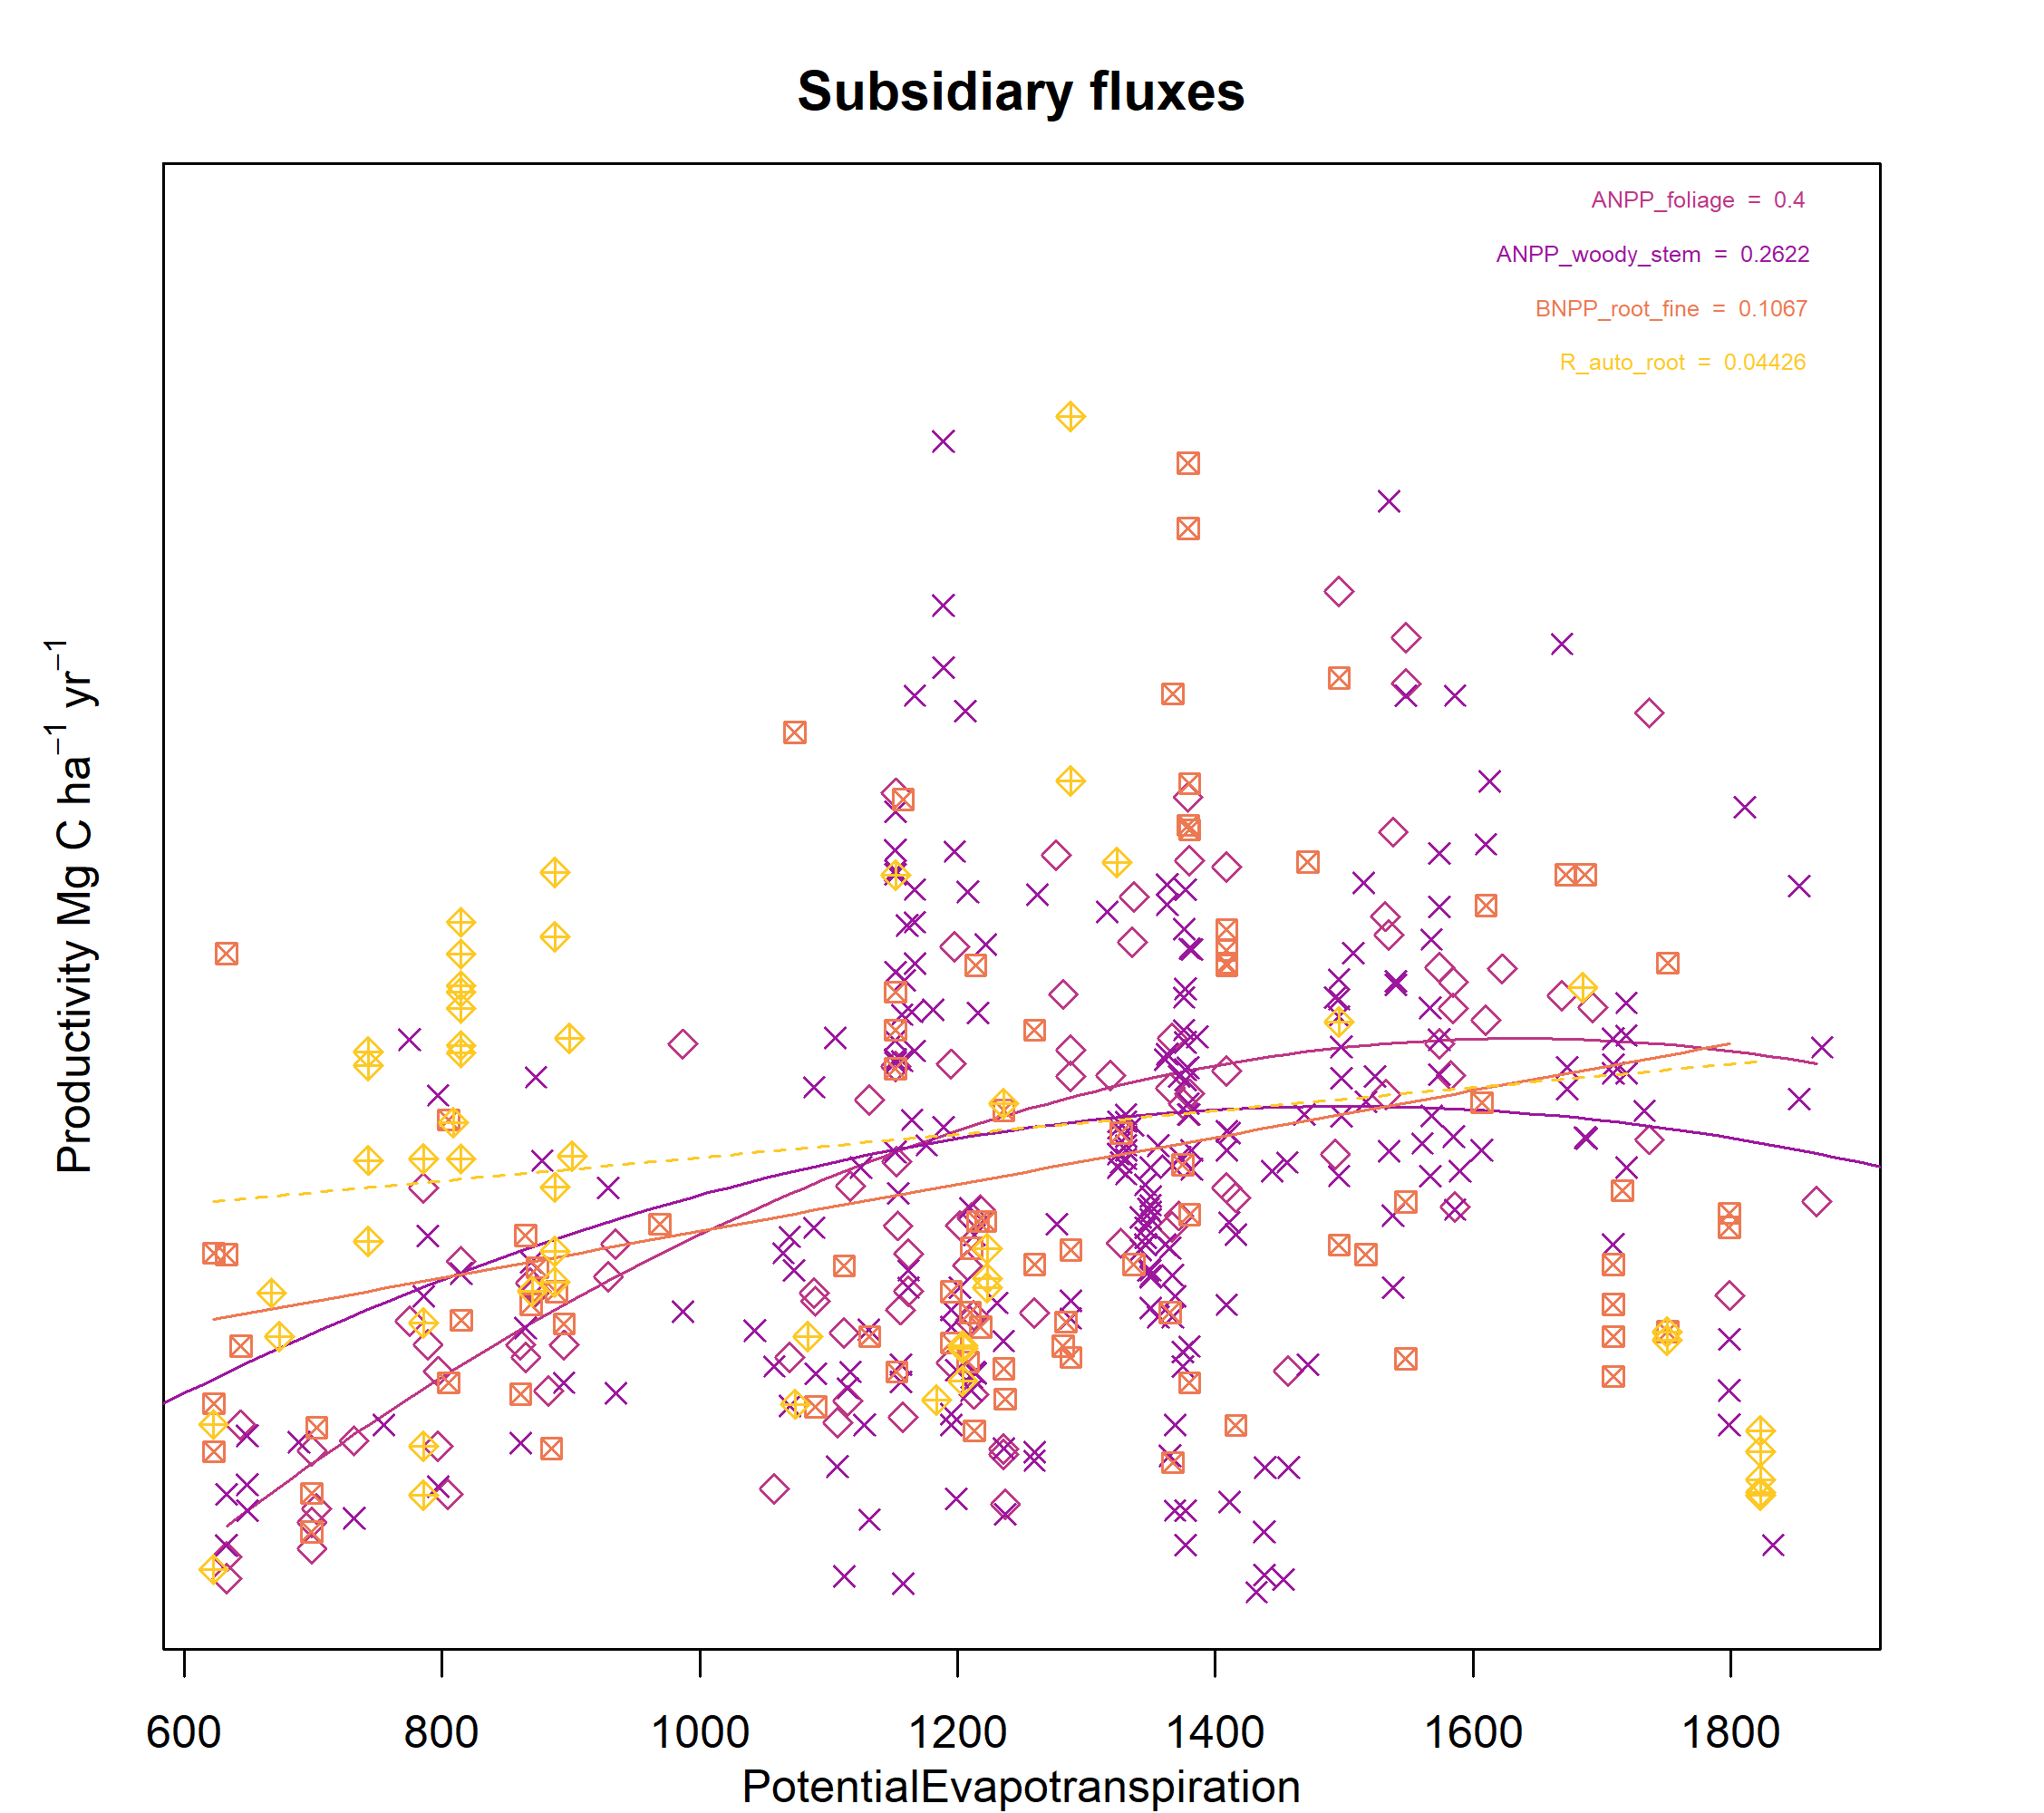 Subsidiary fluxes
ANPP_foliage = 0.4
ANPP_woody_stem = 0.2622
BNPP_root_fine = 0.1067
R_auto_root = 0.04426
Productivity Mg C ha⁻¹ yr⁻¹
600 800 1000 1200 1400 1600 1800
PotentialEvapotranspiration